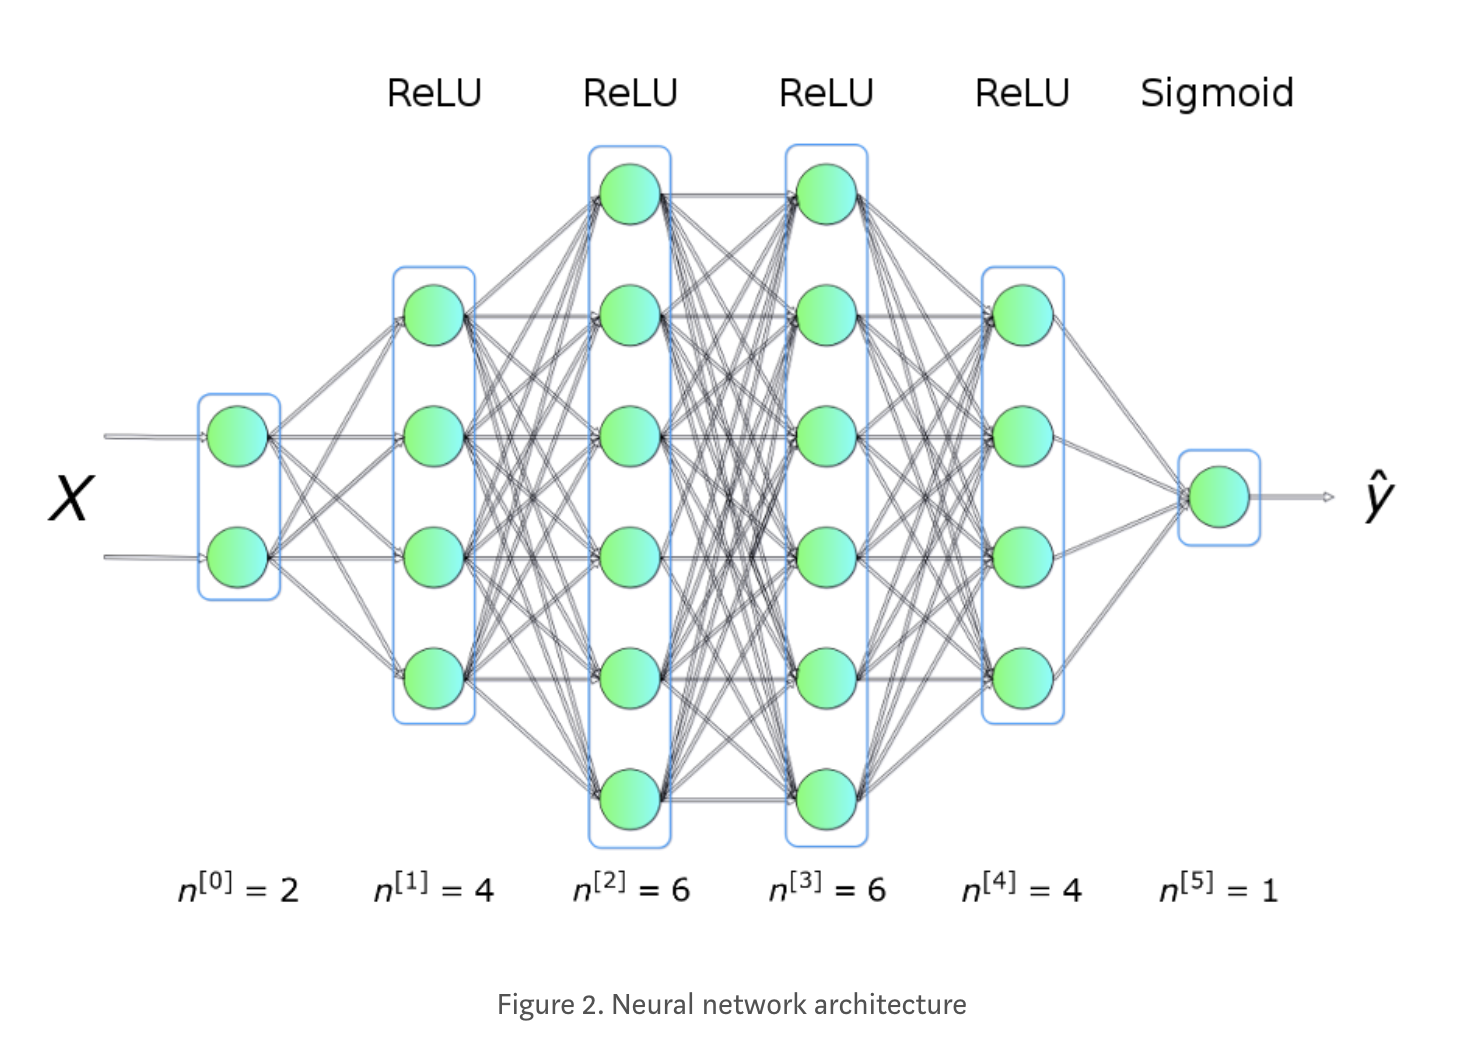 ReLU ReLU ReLU ReLU Sigmoid
X ŷ
n[0] = 2 n[1] = 4 n[2] = 6 n[3] = 6 n[4] = 4 n[5] = 1
Figure 2. Neural network architecture